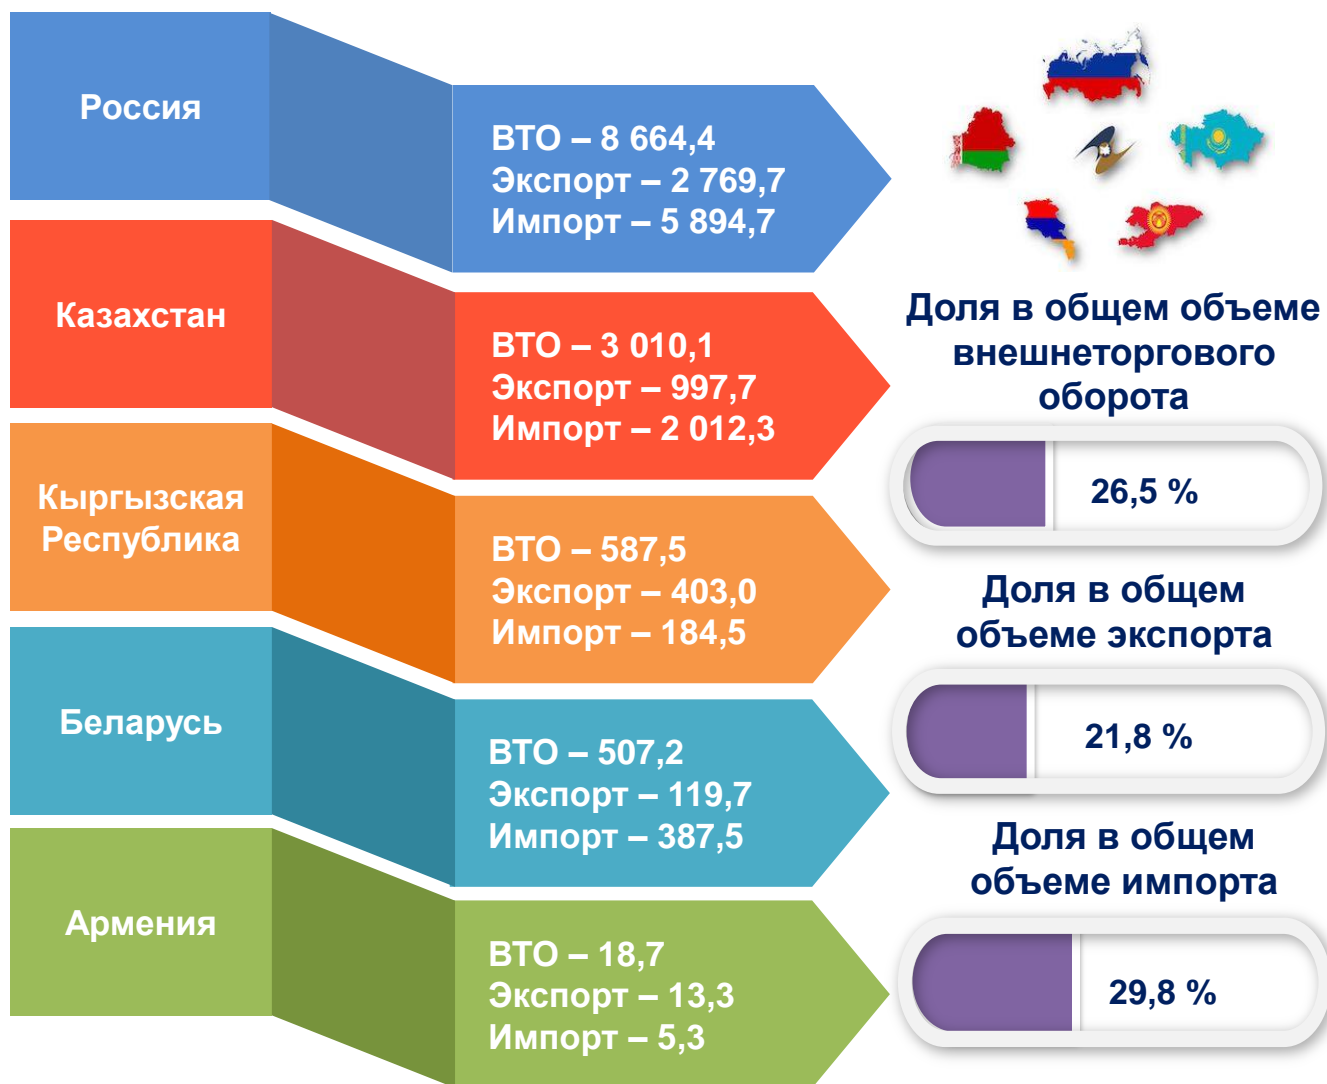 Россия
ВТО – 8 664,4
Экспорт – 2 769,7
Импорт – 5 894,7
Казахстан
ВТО – 3 010,1
Экспорт – 997,7
Импорт – 2 012,3
Кыргызская
Республика
ВТО – 587,5
Экспорт – 403,0
Импорт – 184,5
Беларусь
ВТО – 507,2
Экспорт – 119,7
Импорт – 387,5
Армения
ВТО – 18,7
Экспорт – 13,3
Импорт – 5,3
Доля в общем объеме
внешнеторгового
оборота
26,5 %
Доля в общем
объеме экспорта
21,8 %
Доля в общем
объеме импорта
29,8 %